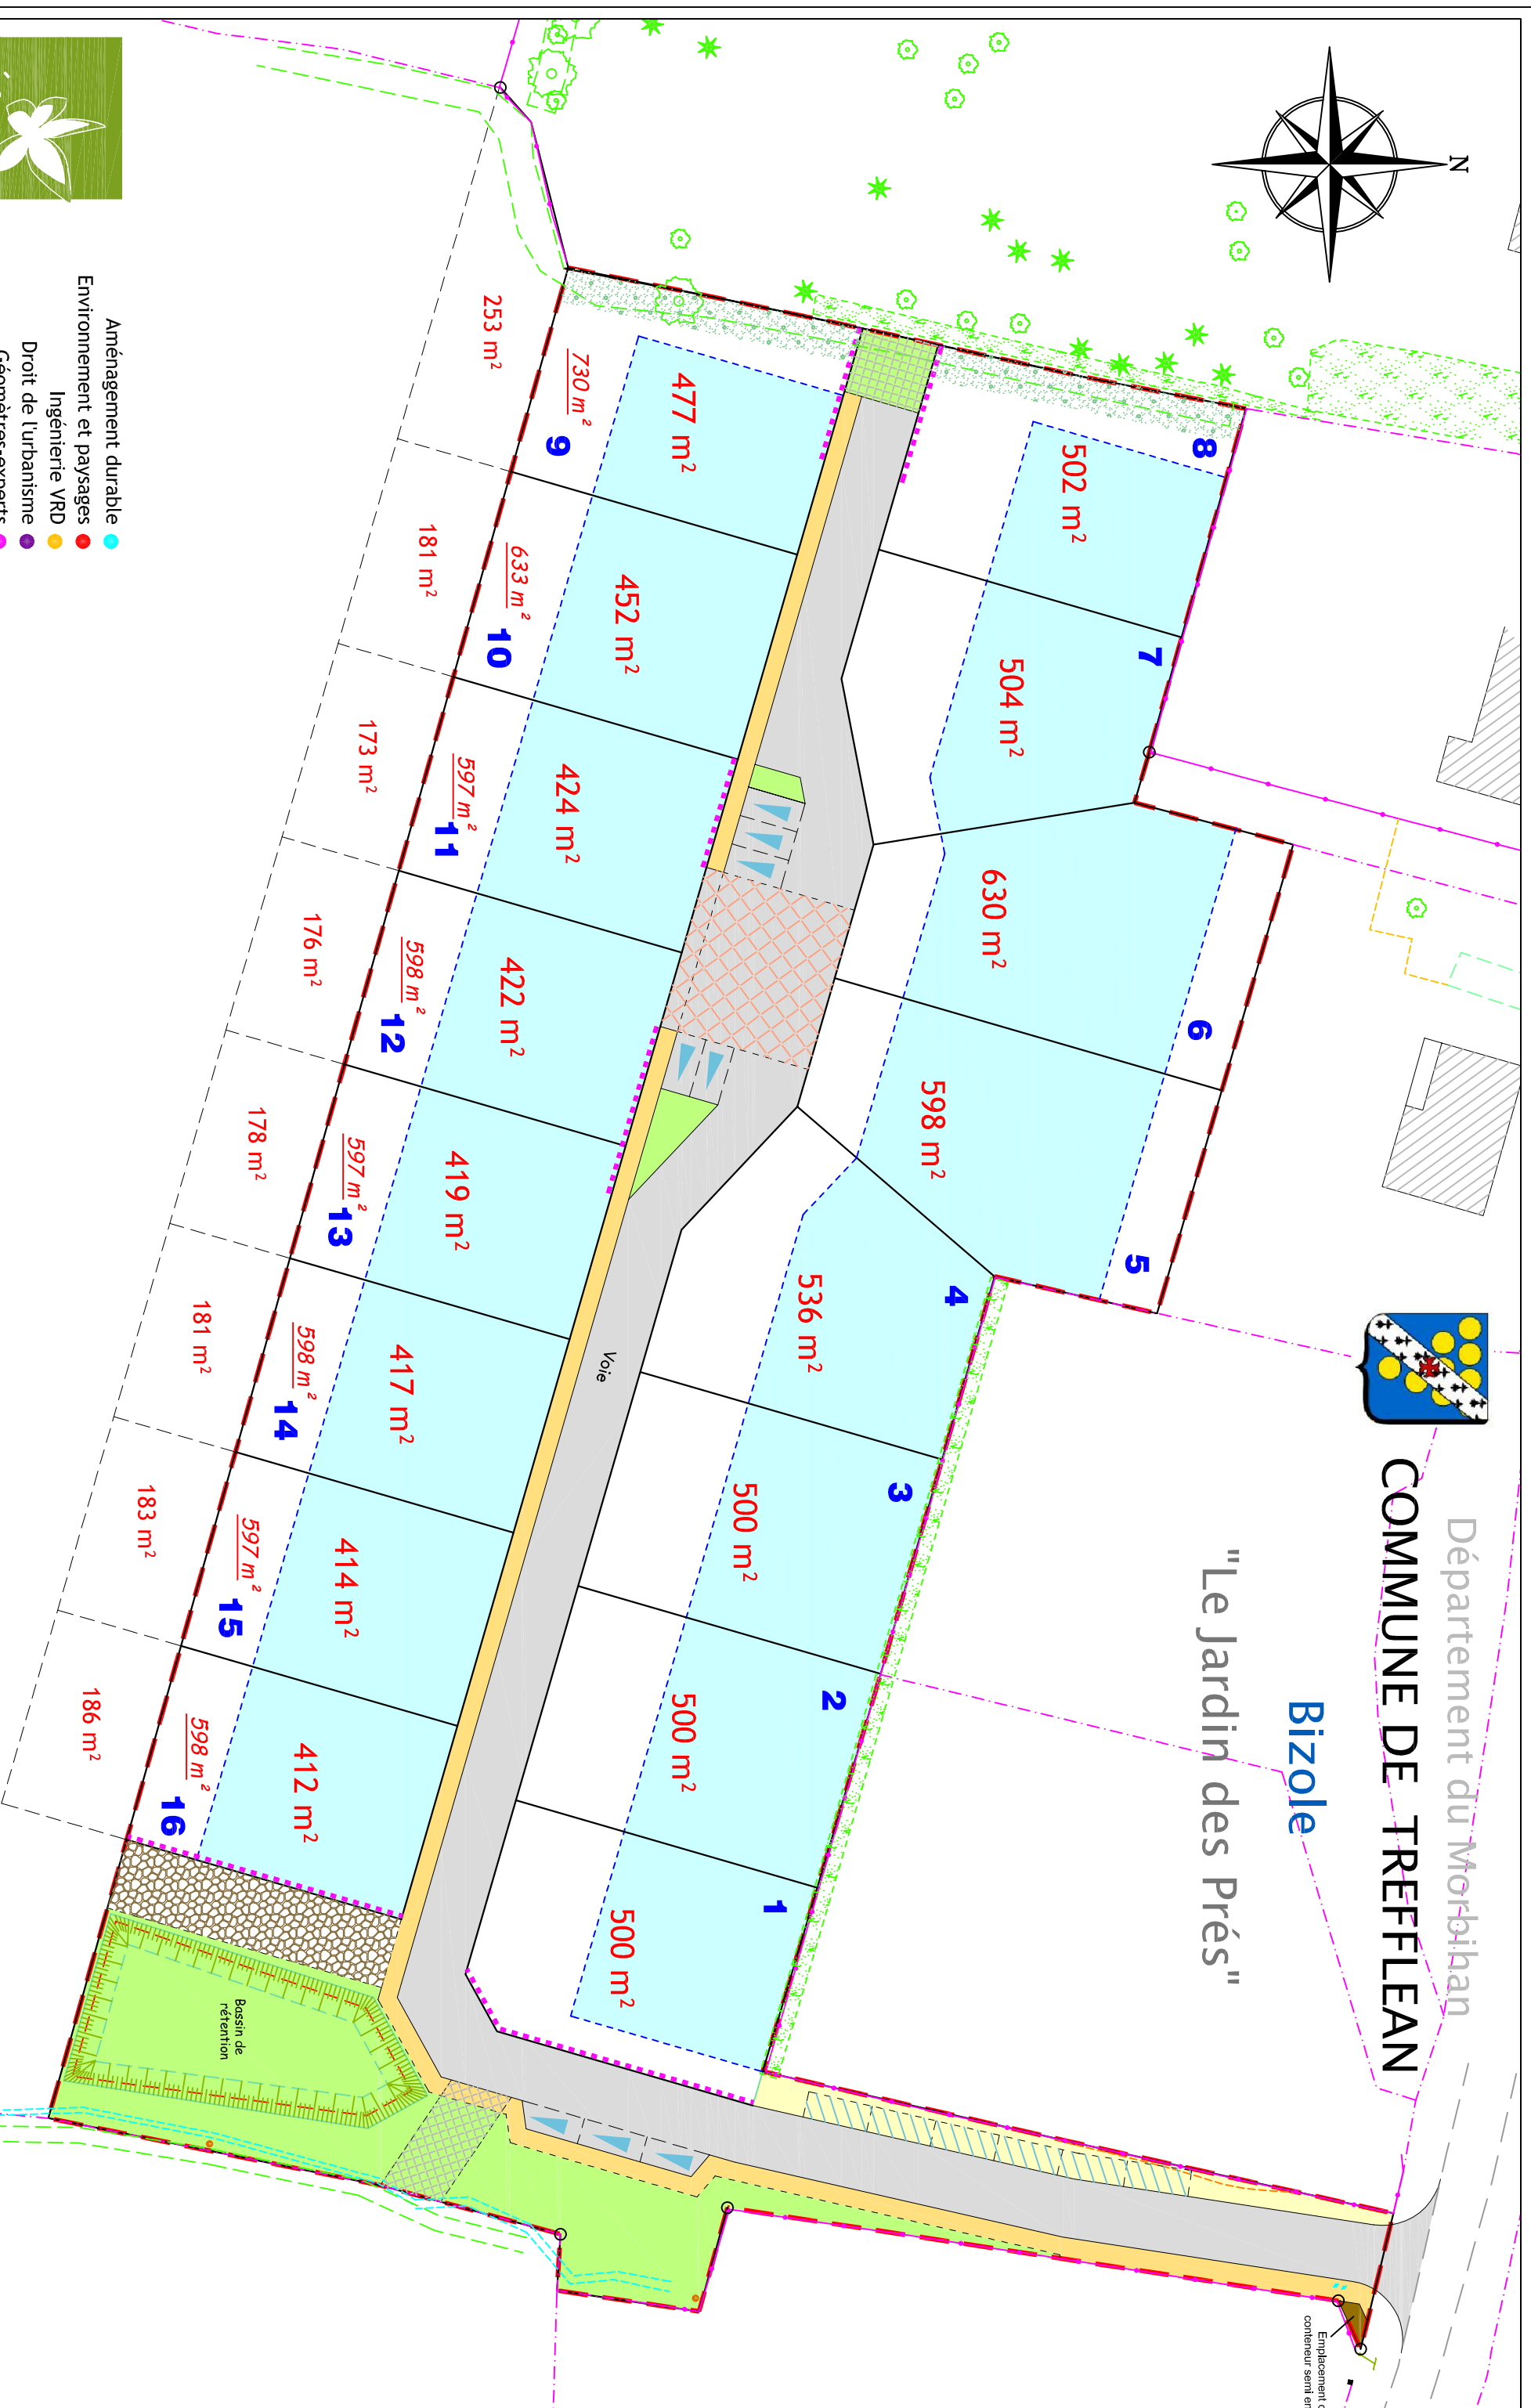 N
Département du Morbihan
COMMUNE DE TREFFLEAN
Bizole
"Le Jardin des Prés"
8
502 m²
7
504 m²
630 m²
6
598 m²
5
4
536 m²
3
500 m²
2
500 m²
1
500 m²
Voie
477 m²
452 m²
424 m²
422 m²
419 m²
417 m²
414 m²
412 m²
730 m²
9
633 m²
10
597 m²
11
598 m²
12
597 m²
13
598 m²
14
597 m²
15
598 m²
16
253 m²
181 m²
173 m²
176 m²
178 m²
181 m²
183 m²
186 m²
Bassin de
rétention
Emplacement
conteneur semi
Aménagement durable
Environnement et paysages
Ingénierie VRD
Droit de l'urbanisme
Géomètres-experts